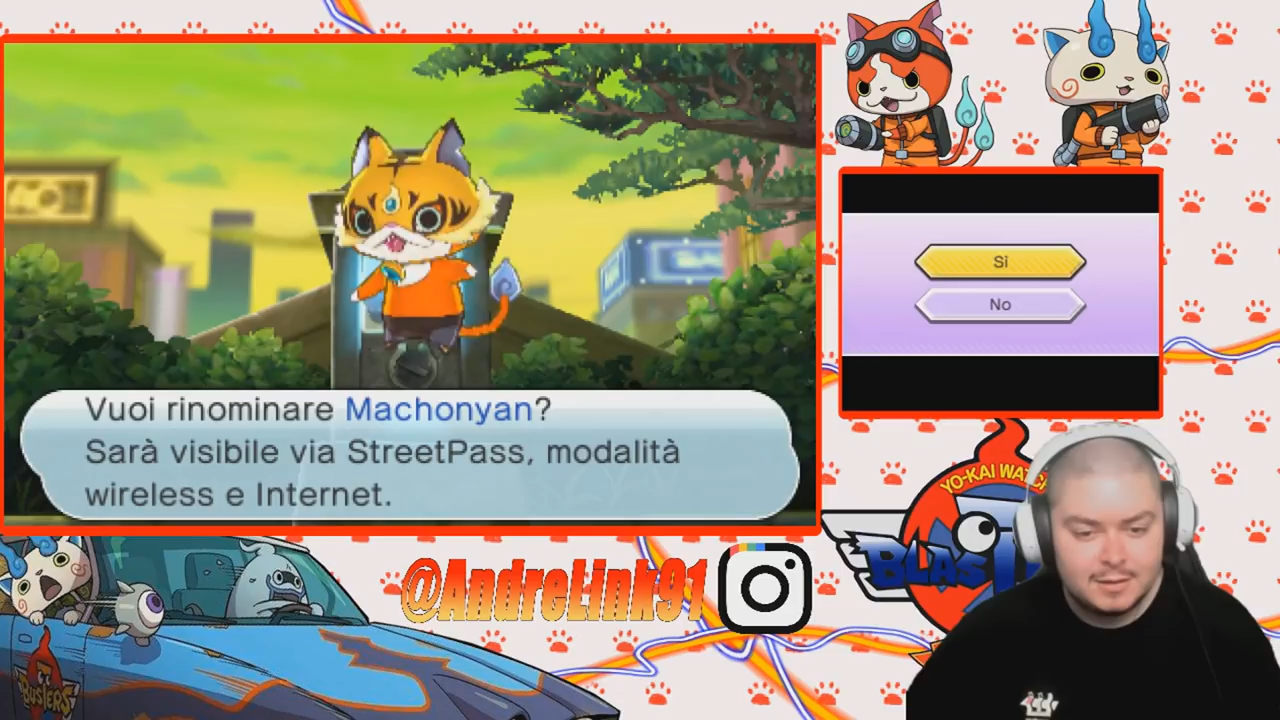 Vuoi rinominare Machonyan?
Sarà visibile via StreetPass, modalità
wireless e Internet.
Sì
No
@AndreLink91
YO-KAI WATCH
BUSTERS